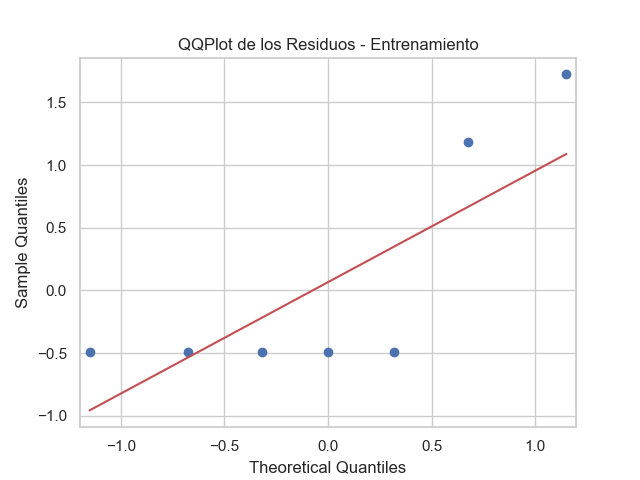 QQPlot de los Residuos - Entrenamiento
1.5
1.0
0.5
0.0
−0.5
−1.0
Sample Quantiles
−1.0 −0.5 0.0 0.5 1.0
Theoretical Quantiles